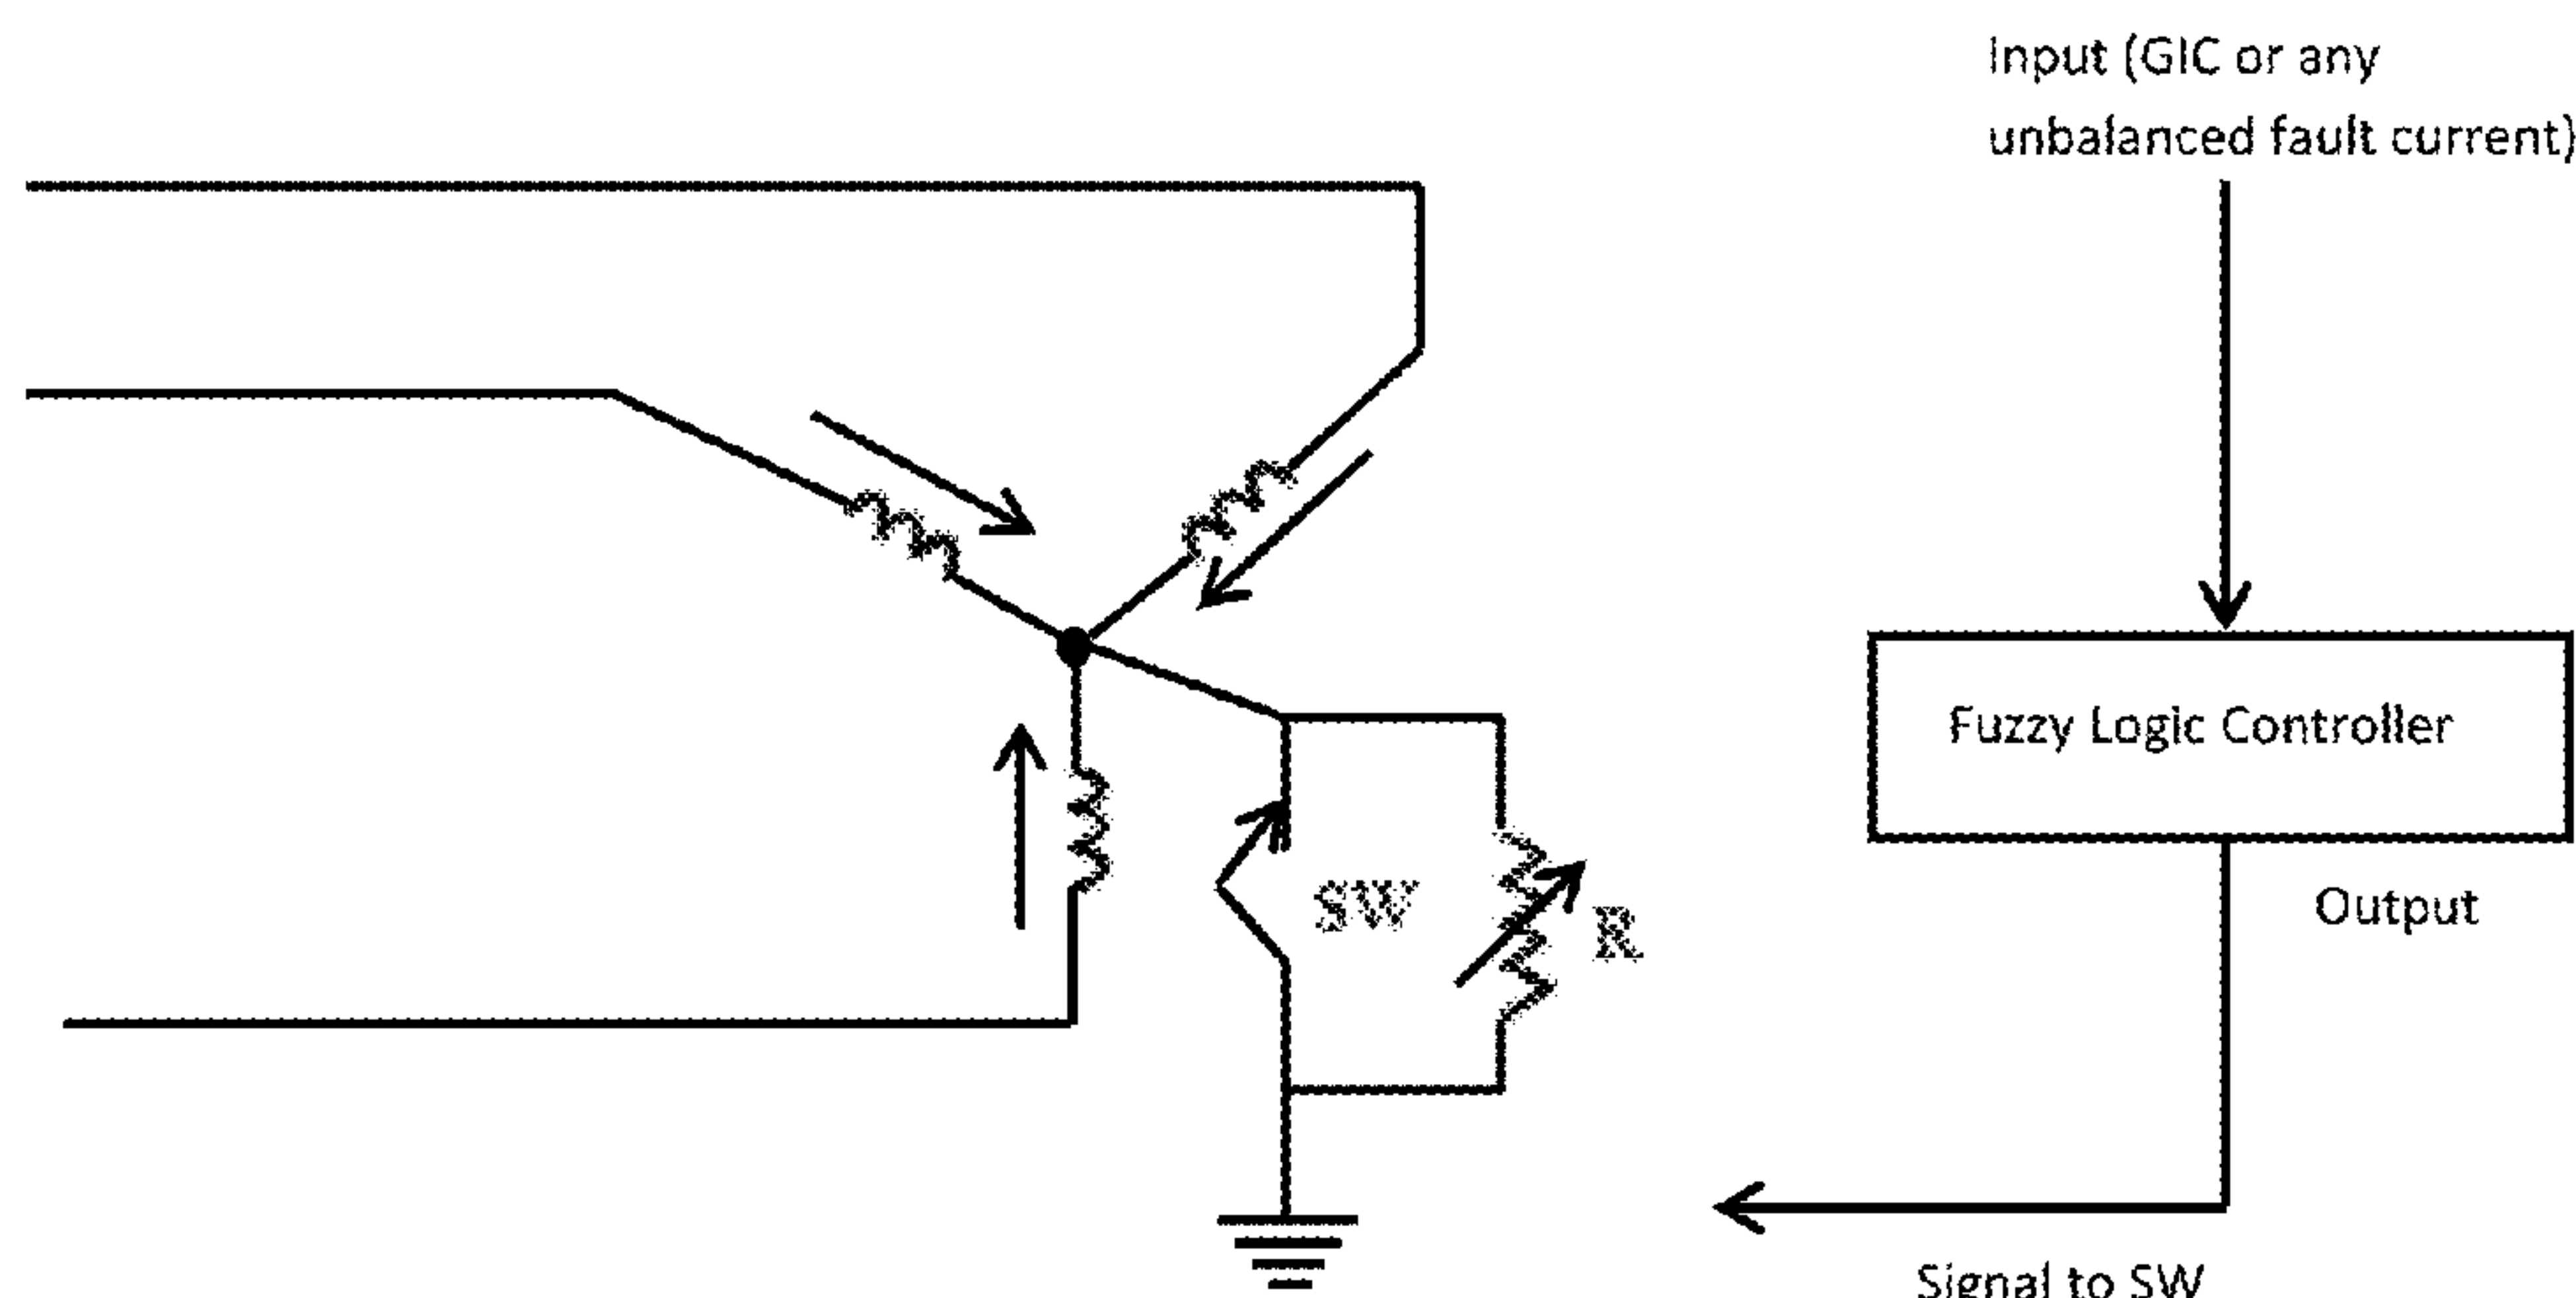 Input (GIC or any
unbalanced fault current)
Fuzzy Logic Controller
SW
R
Output
Signal to SW